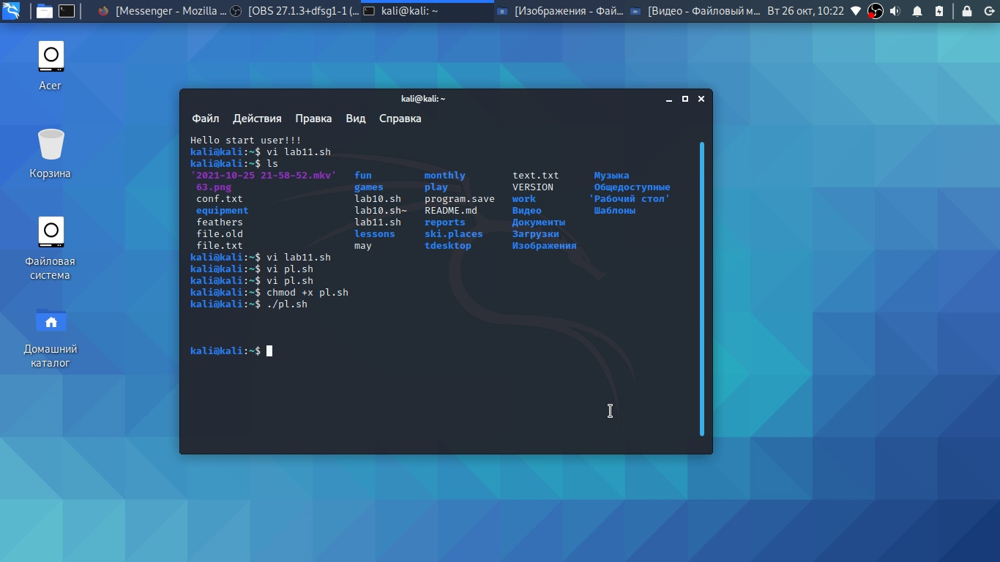 [Messenger - Mozilla ... [OBS 27.1.3+dfsg1-1 (... kali@kali: ~ [Изображения - Фай... [Видео - Файловый м... Вт 26 окт, 10:22
Acer
Корзина
Файловая
система
Домашний
каталог
kali@kali: ~
Файл Действия Правка Вид Справка
Hello start user!!!
kali@kali:~$ vi lab11.sh
kali@kali:~$ ls
'2021-10-25 21-58-52.mkv' fun monthly text.txt Музыка
63.png games play VERSION Общедоступные
conf.txt lab10.sh program.save work 'Рабочий стол'
equipment lab10.sh~ README.md Видео Шаблоны
feathers lab11.sh reports Документы
file.old lessons ski.places Загрузки
file.txt may tdesktop Изображения
kali@kali:~$ vi lab11.sh
kali@kali:~$ vi pl.sh
kali@kali:~$ vi pl.sh
kali@kali:~$ chmod +x pl.sh
kali@kali:~$ ./pl.sh
kali@kali:~$